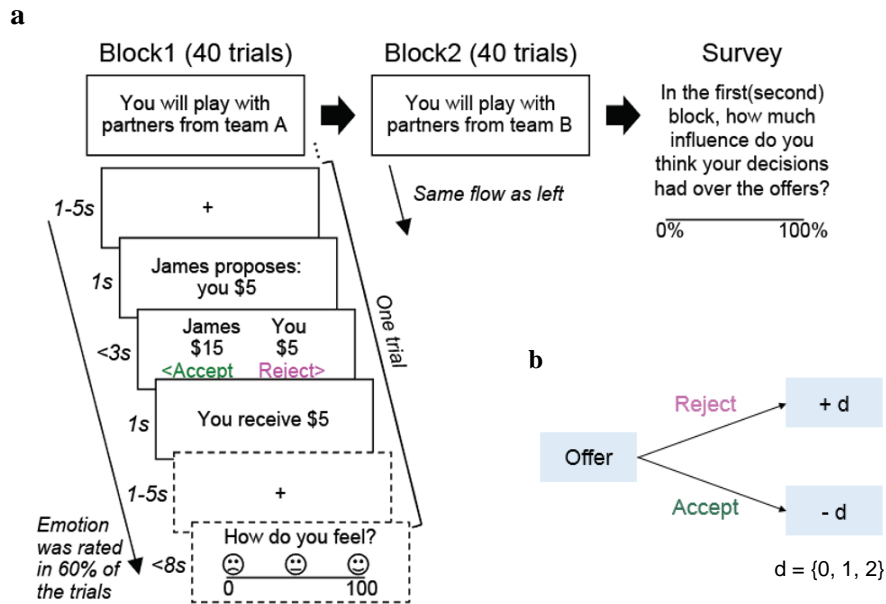 a
Block1 (40 trials)
You will play with
partners from team A
Block2 (40 trials)
You will play with
partners from team B
Survey
In the first(second)
block, how much
influence do you
think your decisions
had over the offers?
0% 100%
Same flow as left
1-5s
+
1s
James proposes:
you $5
<3s
James You
$15 $5
<Accept Reject>
1s
You receive $5
1-5s
+
One trial
Emotion
was rated
in 60% of
the trials
<8s
How do you feel?
0 100
b
Offer
Reject
+ d
Accept
- d
d = {0, 1, 2}